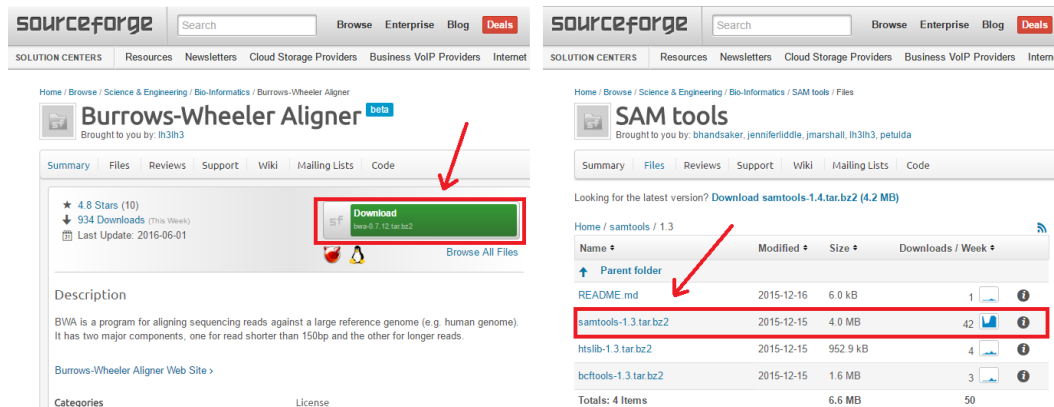 sourceforge
Search
Browse Enterprise Blog Deals
SOLUTION CENTERS Resources Newsletters Cloud Storage Providers Business VoIP Providers Internet
Home / Browse / Science & Engineering / Bio-Informatics / Burrows-Wheeler Aligner
Burrows-Wheeler Aligner beta
Brought to you by: lh3lh3
Summary Files Reviews Support Wiki Mailing Lists Code
4.8 Stars (10)
934 Downloads (This Week)
Last Update: 2016-06-01
sf
Download
bwa-0.7.12.tar.bz2
Browse All Files
Description
BWA is a program for aligning sequencing reads against a large reference genome (e.g. human genome).
It has two major components, one for read shorter than 150bp and the other for longer reads.
Burrows-Wheeler Aligner Web Site ›
Categories License
sourceforge
Search
Browse Enterprise Blog Deals
SOLUTION CENTERS Resources Newsletters Cloud Storage Providers Business VoIP Providers Intern
Home / Browse / Science & Engineering / Bio-Informatics / SAM tools / Files
SAM tools
Brought to you by: bhandsaker, jenniferliddle, jmarshall, lh3lh3, petulda
Summary Files Reviews Support Wiki Mailing Lists Code
Looking for the latest version? Download samtools-1.4.tar.bz2 (4.2 MB)
Home / samtools / 1.3
Name Modified Size Downloads / Week
Parent folder
README.md 2015-12-16 6.0 kB 1
samtools-1.3.tar.bz2 2015-12-15 4.0 MB 42
htslib-1.3.tar.bz2 2015-12-15 952.9 kB 4
bcftools-1.3.tar.bz2 2015-12-15 1.6 MB 3
Totals: 4 Items 6.6 MB 50